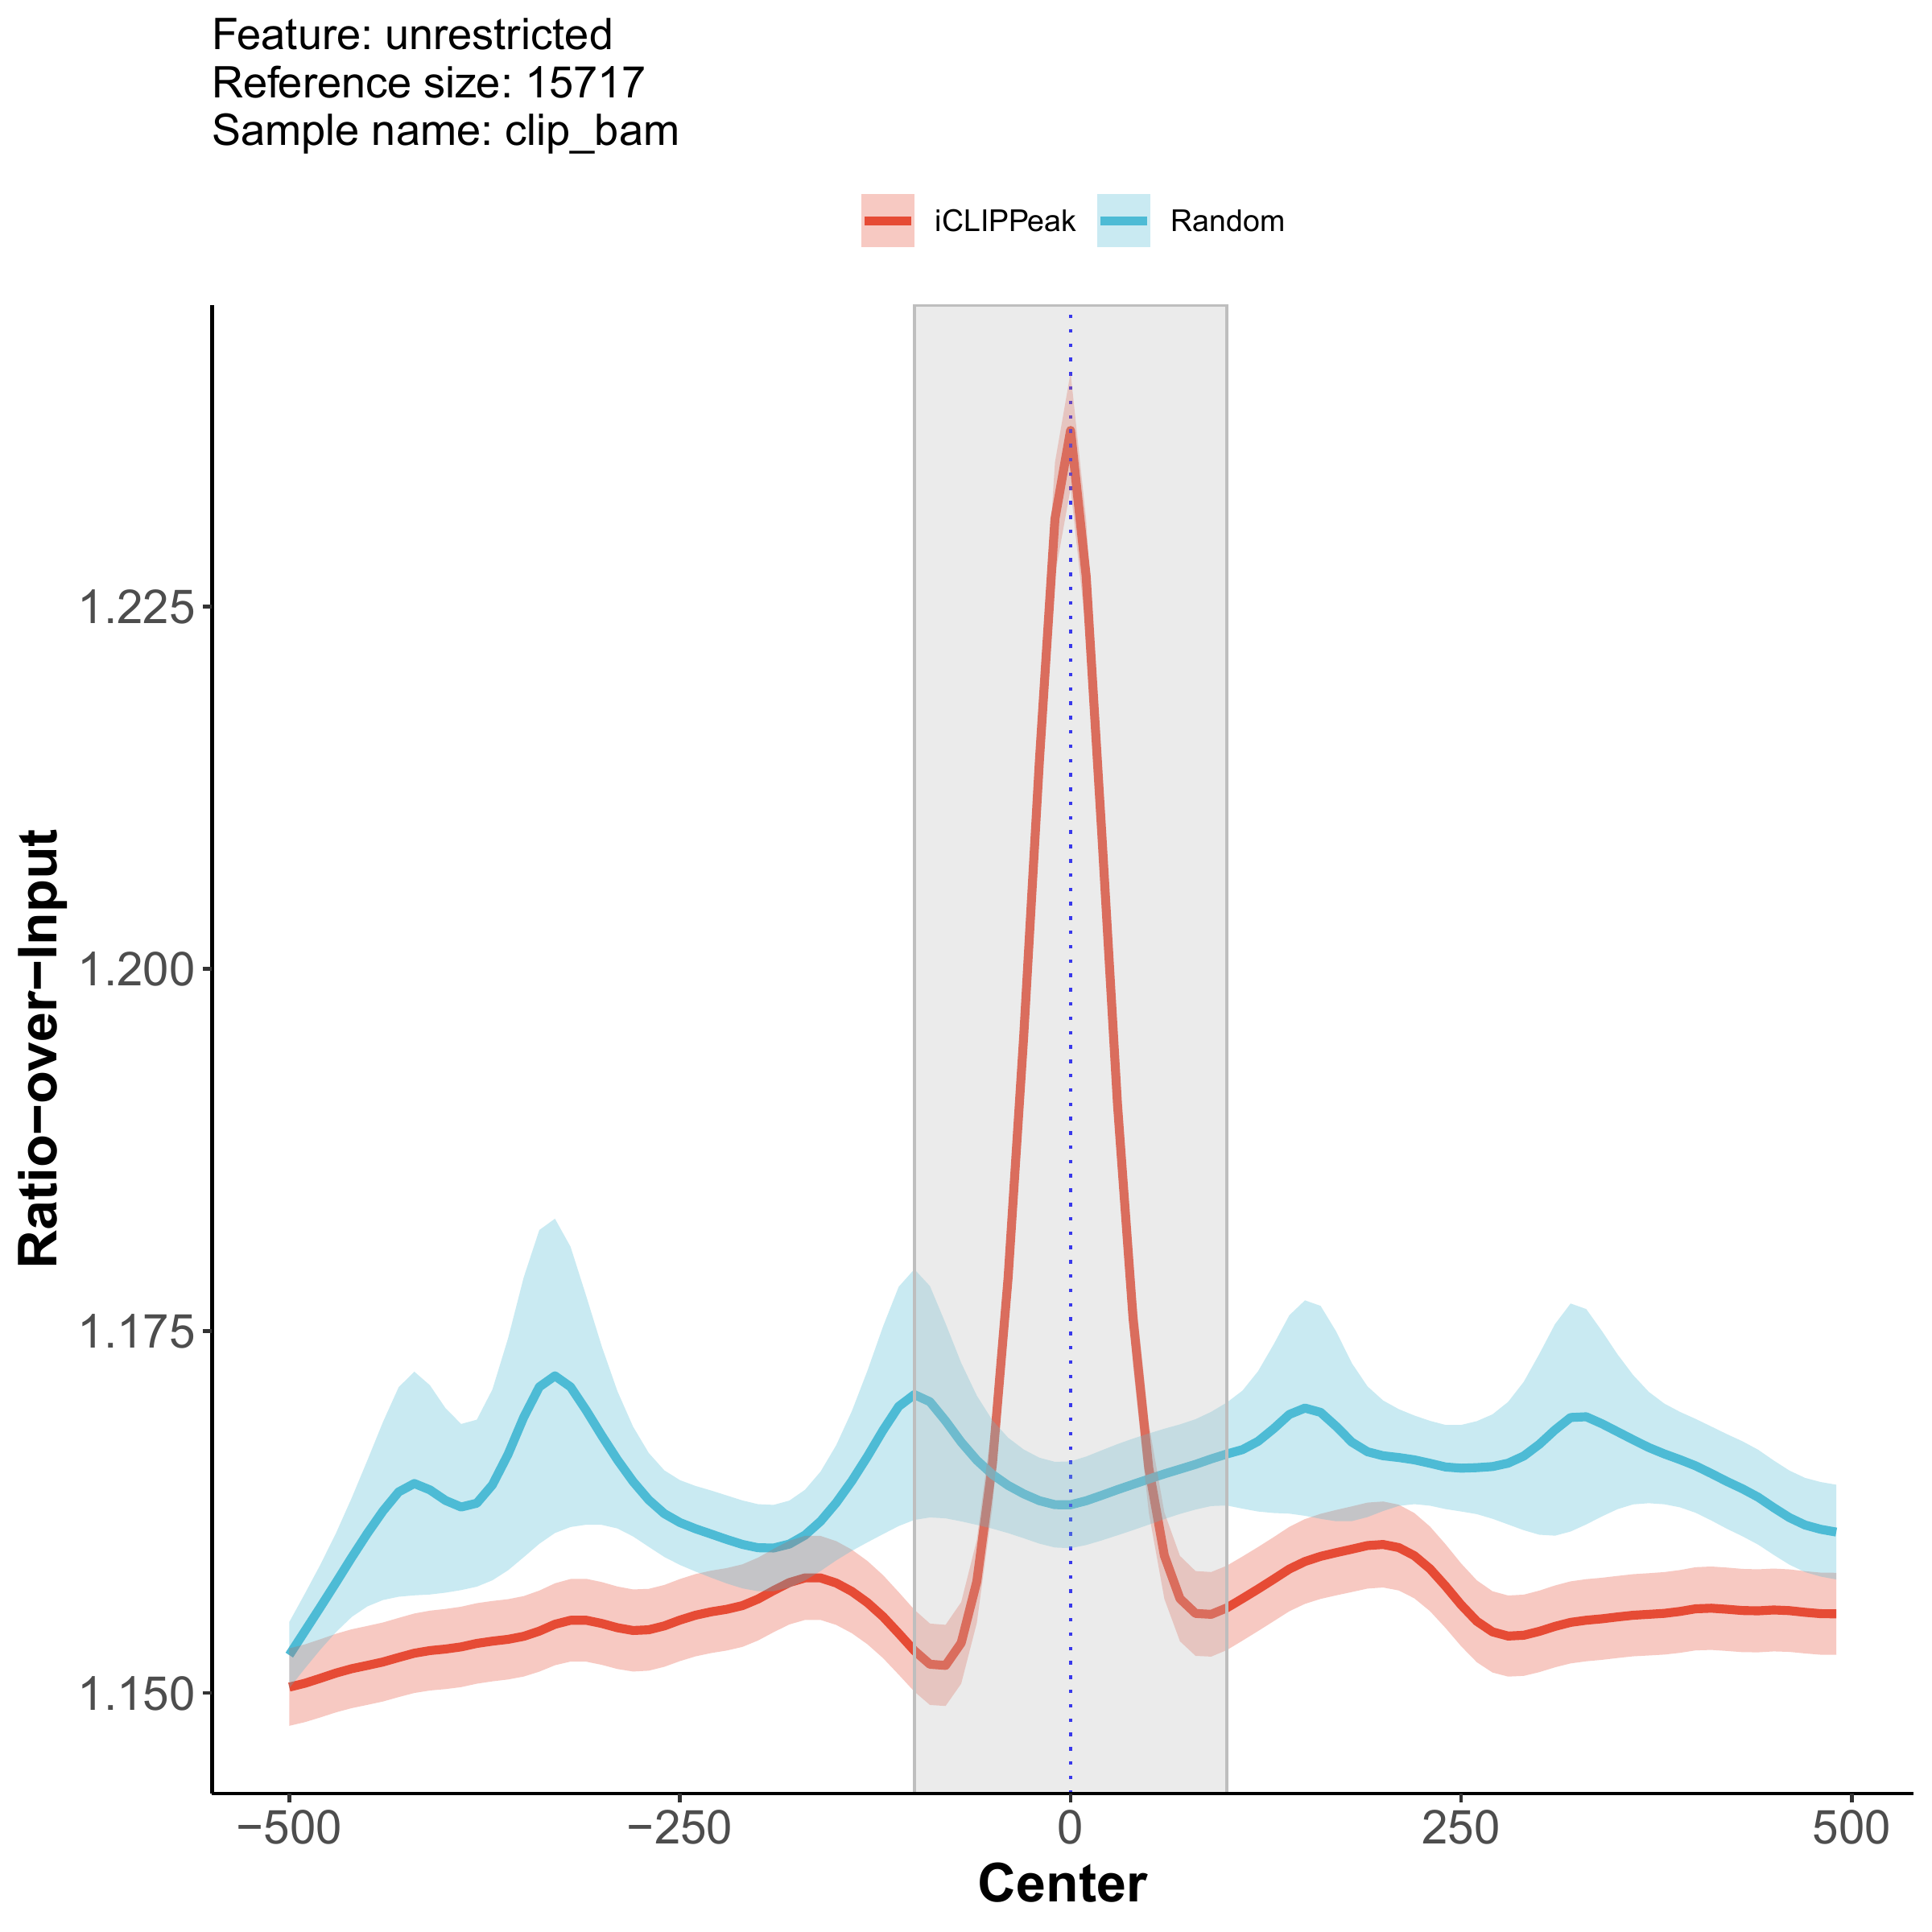 Feature: unrestricted
Reference size: 15717
Sample name: clip_bam
iCLIPPeak Random
Ratio−over−Input
1.225
1.200
1.175
1.150
−500 −250 0 250 500
Center